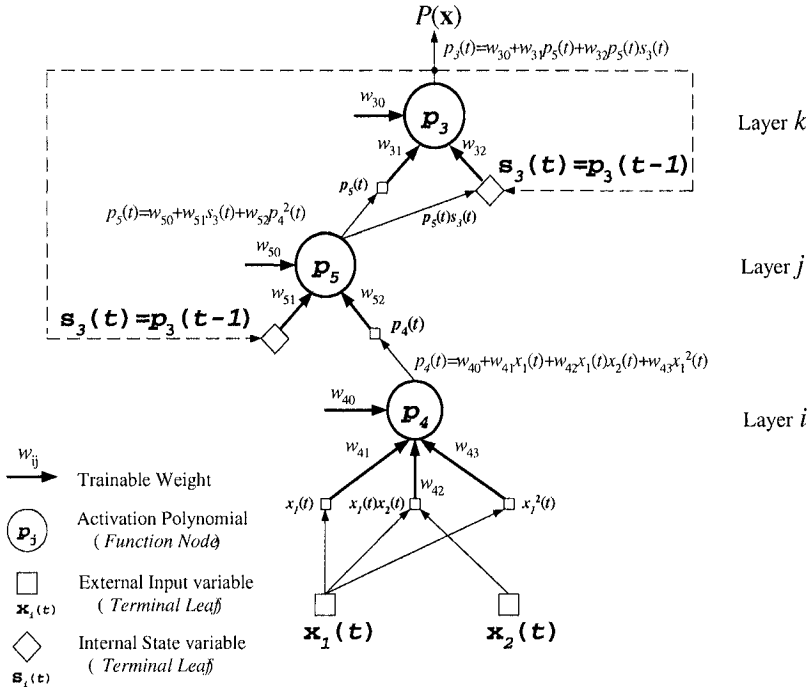 P(x)
p₃(t)=w₃₀+w₃₁p₅(t)+w₃₂p₅(t)s₃(t)
w₃₀
p₃
Layer k
w₃₁
w₃₂
s₃(t)=p₃(t-1)
p₅(t)
p₅(t)s₃(t)
p₅(t)=w₅₀+w₅₁s₃(t)+w₅₂p₄²(t)
w₅₀
p₅
Layer j
w₅₁
w₅₂
s₃(t)=p₃(t-1)
p₄(t)
p₄(t)=w₄₀+w₄₁x₁(t)+w₄₂x₁(t)x₂(t)+w₄₃x₁²(t)
w₄₀
p₄
Layer i
w₄₁
w₄₃
w₄₂
x₁(t)
x₁(t)x₂(t)
x₁²(t)
x₁(t)
x₂(t)
wᵢⱼ
Trainable Weight
pⱼ
Activation Polynomial
( Function Node)
External Input variable
xᵢ(t)
( Terminal Leaf)
Internal State variable
( Terminal Leaf)
sᵢ(t)